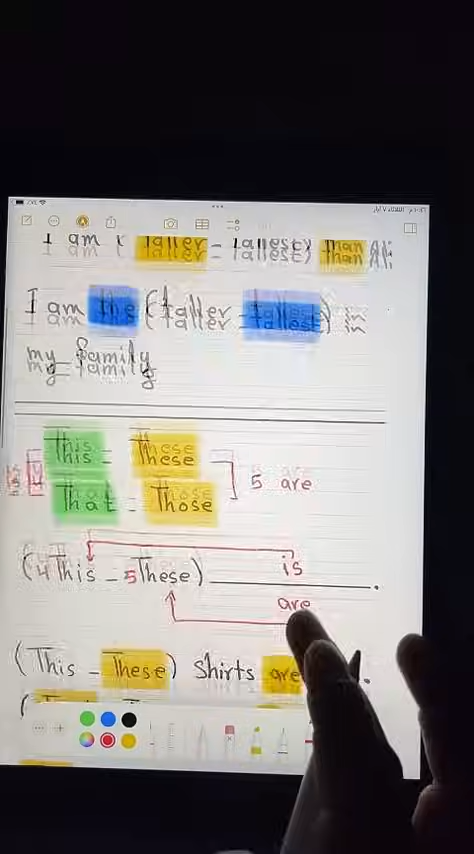 I am ( Taller - Tallest) Than Ali
I am the (taller - tallest) in
my family
This - These
That - Those
5 are
(4 This - 5 These)
is
are
(This - These) Shirts are